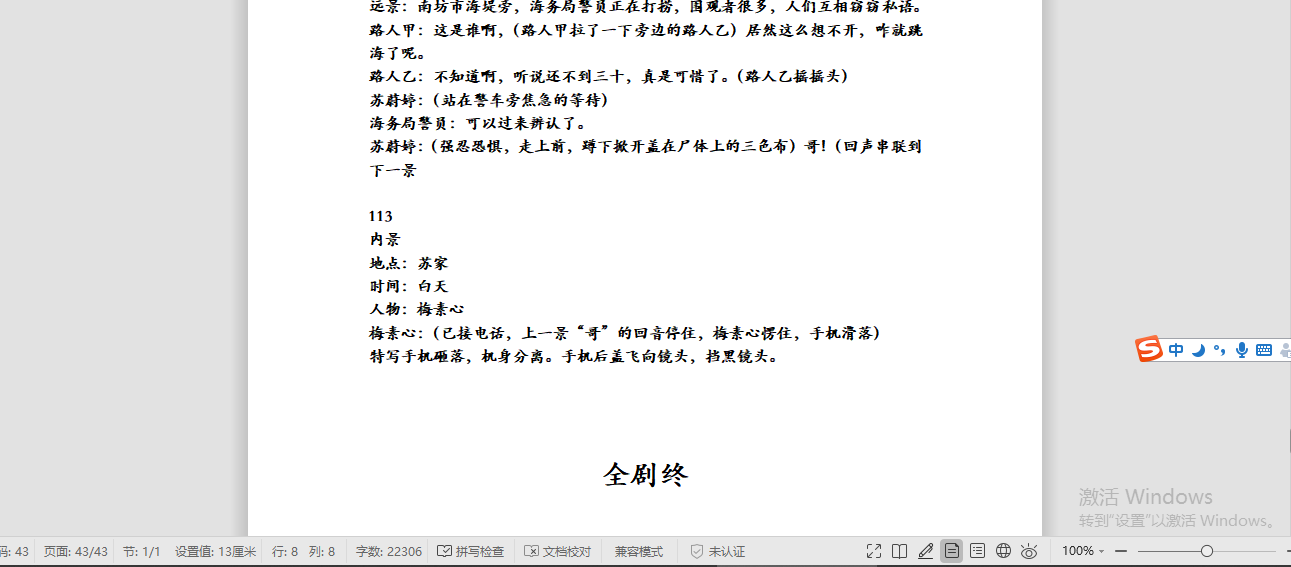 远景：南坊市海堤旁，海务局警员正在打捞，围观者很多，人们互相窃窃私语。
路人甲：这是谁啊，（路人甲拉了一下旁边的路人乙）居然这么想不开，咋就跳
海了呢。
路人乙：不知道啊，听说还不到三十，真是可惜了。（路人乙摇摇头）
苏蔚婷：（站在警车旁焦急的等待）
海务局警员：可以过来辨认了。
苏蔚婷：（强忍恐惧，走上前，蹲下掀开盖在尸体上的三色布）哥！（回声串联到
下一景
113
内景
地点：苏家
时间：白天
人物：梅素心
梅素心：（已接电话，上一景“哥”的回音停住，梅素心愣住，手机滑落）
特写手机砸落，机身分离。手机后盖飞向镜头，挡黑镜头。
全剧终
中
激活 Windows
转到“设置”以激活 Windows。
码: 43 页面: 43/43 节: 1/1 设置值: 13厘米 行: 8 列: 8 字数: 22306 拼写检查 文档校对 兼容模式 未认证 100%